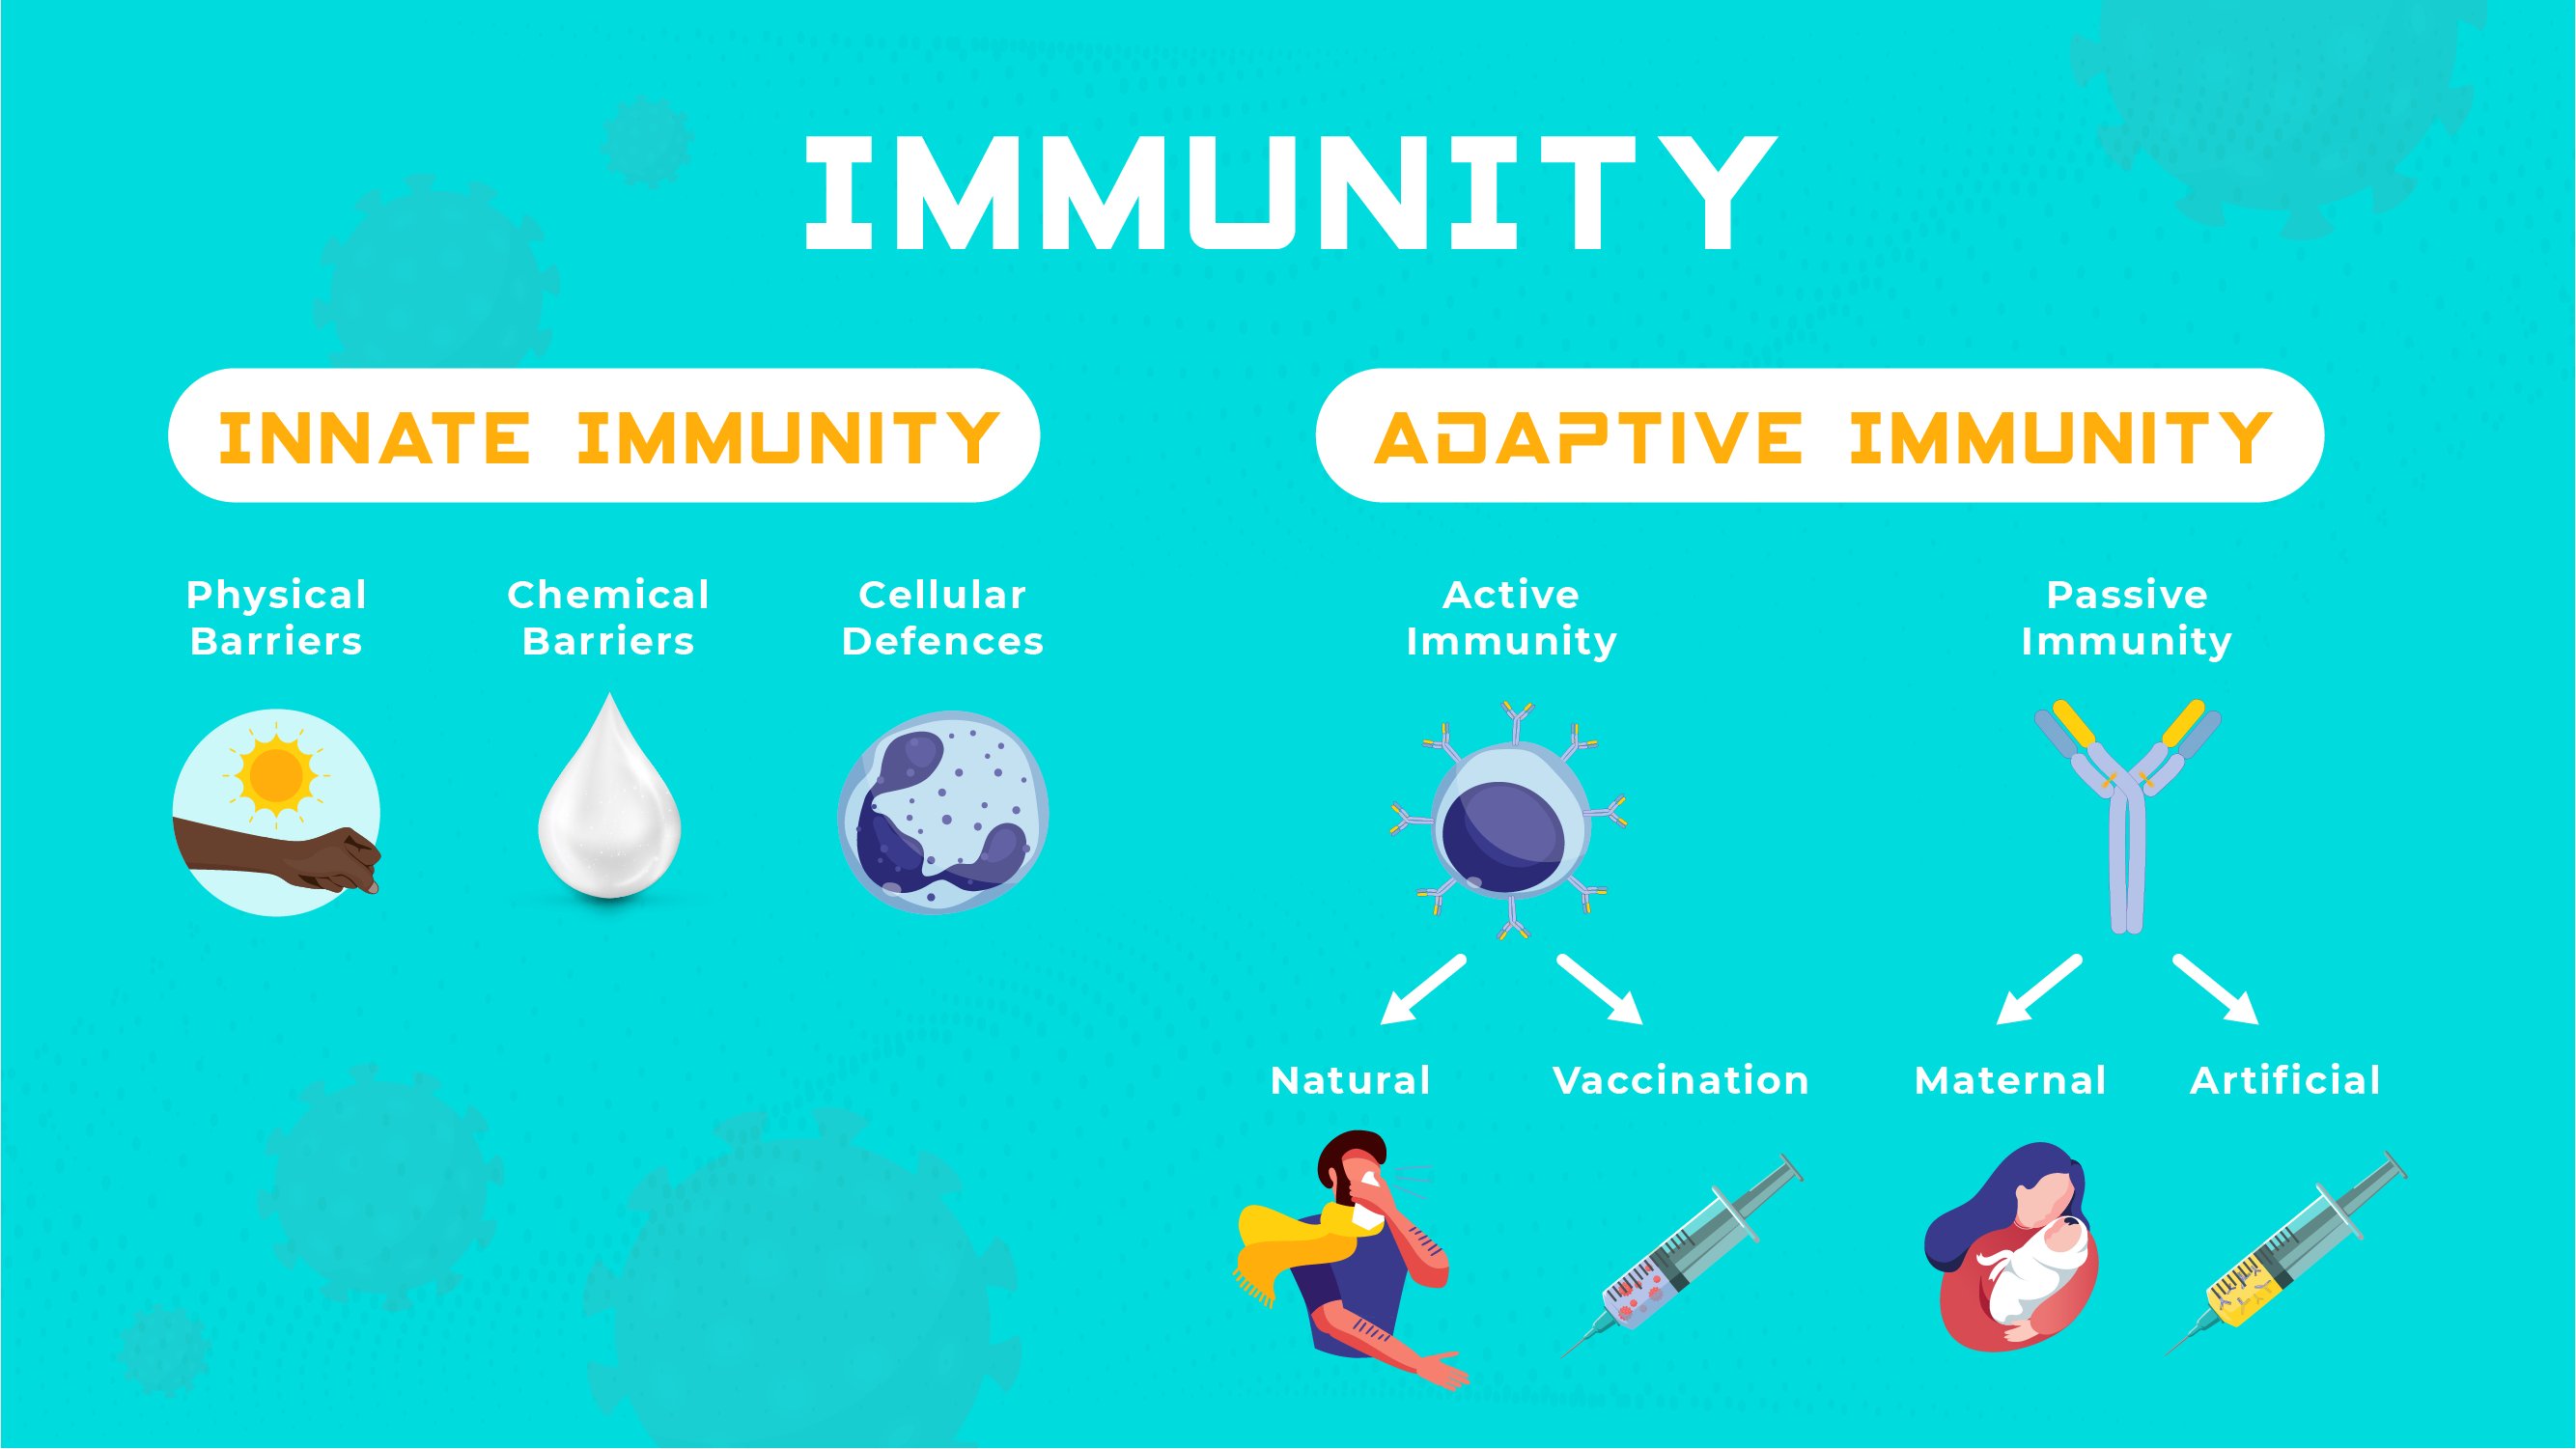 IMMUNITY
INNATE IMMUNITY
Physical
Barriers
Chemical
Barriers
Cellular
Defences
ADAPTIVE IMMUNITY
Active
Immunity
Passive
Immunity
Natural
Vaccination
Maternal
Artificial